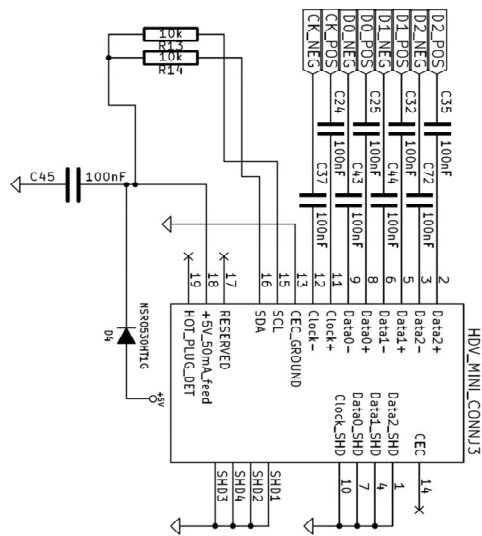 10k
R13
10k
R14
CK_NEG
CK_POS
D0_NEG
D0_POS
D1_NEG
D1_POS
D2_NEG
D2_POS
C24
100nF
C25
100nF
C32
100nF
C35
100nF
C37
100nF
C43
100nF
C44
100nF
C72
100nF
C45
100nF
19
18
17
16
15
13
12
11
9
8
6
5
3
2
HOT_PLUG_DET
+5V_50mA_feed
RESERVED
SDA
SCL
CEC_GROUND
Clock-
Clock+
Data0-
Data0+
Data1-
Data1+
Data2-
Data2+
HDV_MINI_CONNJ3
NSR0530HT1G
D4
+5V
Clock_SHD
Data0_SHD
Data1_SHD
Data2_SHD
CEC
SHD3
SHD4
SHD2
SHD1
10
7
4
1
14